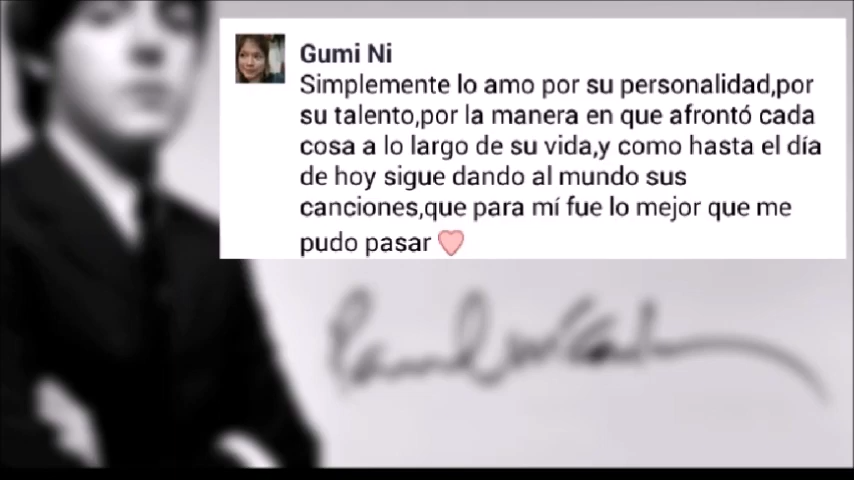 Gumi Ni
Simplemente lo amo por su personalidad,por
su talento,por la manera en que afrontó cada
cosa a lo largo de su vida,y como hasta el día
de hoy sigue dando al mundo sus
canciones,que para mí fue lo mejor que me
pudo pasar
Paul McCartney